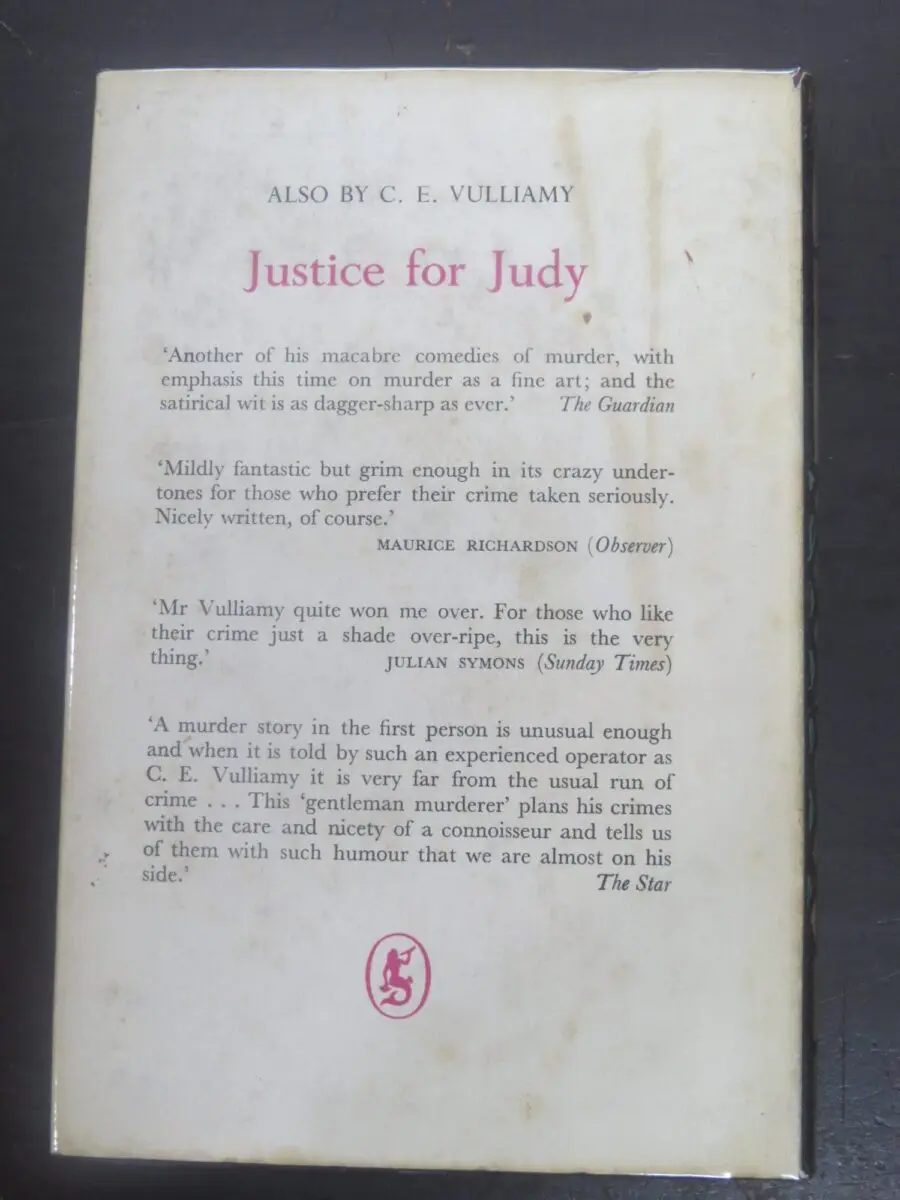 ALSO BY C. E. VULLIAMY
Justice for Judy
‘Another of his macabre comedies of murder, with
emphasis this time on murder as a fine art; and the
satirical wit is as dagger-sharp as ever.’ The Guardian
‘Mildly fantastic but grim enough in its crazy under-
tones for those who prefer their crime taken seriously.
Nicely written, of course.’
MAURICE RICHARDSON (Observer)
‘Mr Vulliamy quite won me over. For those who like
their crime just a shade over-ripe, this is the very
thing.’ JULIAN SYMONS (Sunday Times)
‘A murder story in the first person is unusual enough
and when it is told by such an experienced operator as
C. E. Vulliamy it is very far from the usual run of
crime . . . This ‘gentleman murderer’ plans his crimes
with the care and nicety of a connoisseur and tells us
of them with such humour that we are almost on his
side.’ The Star